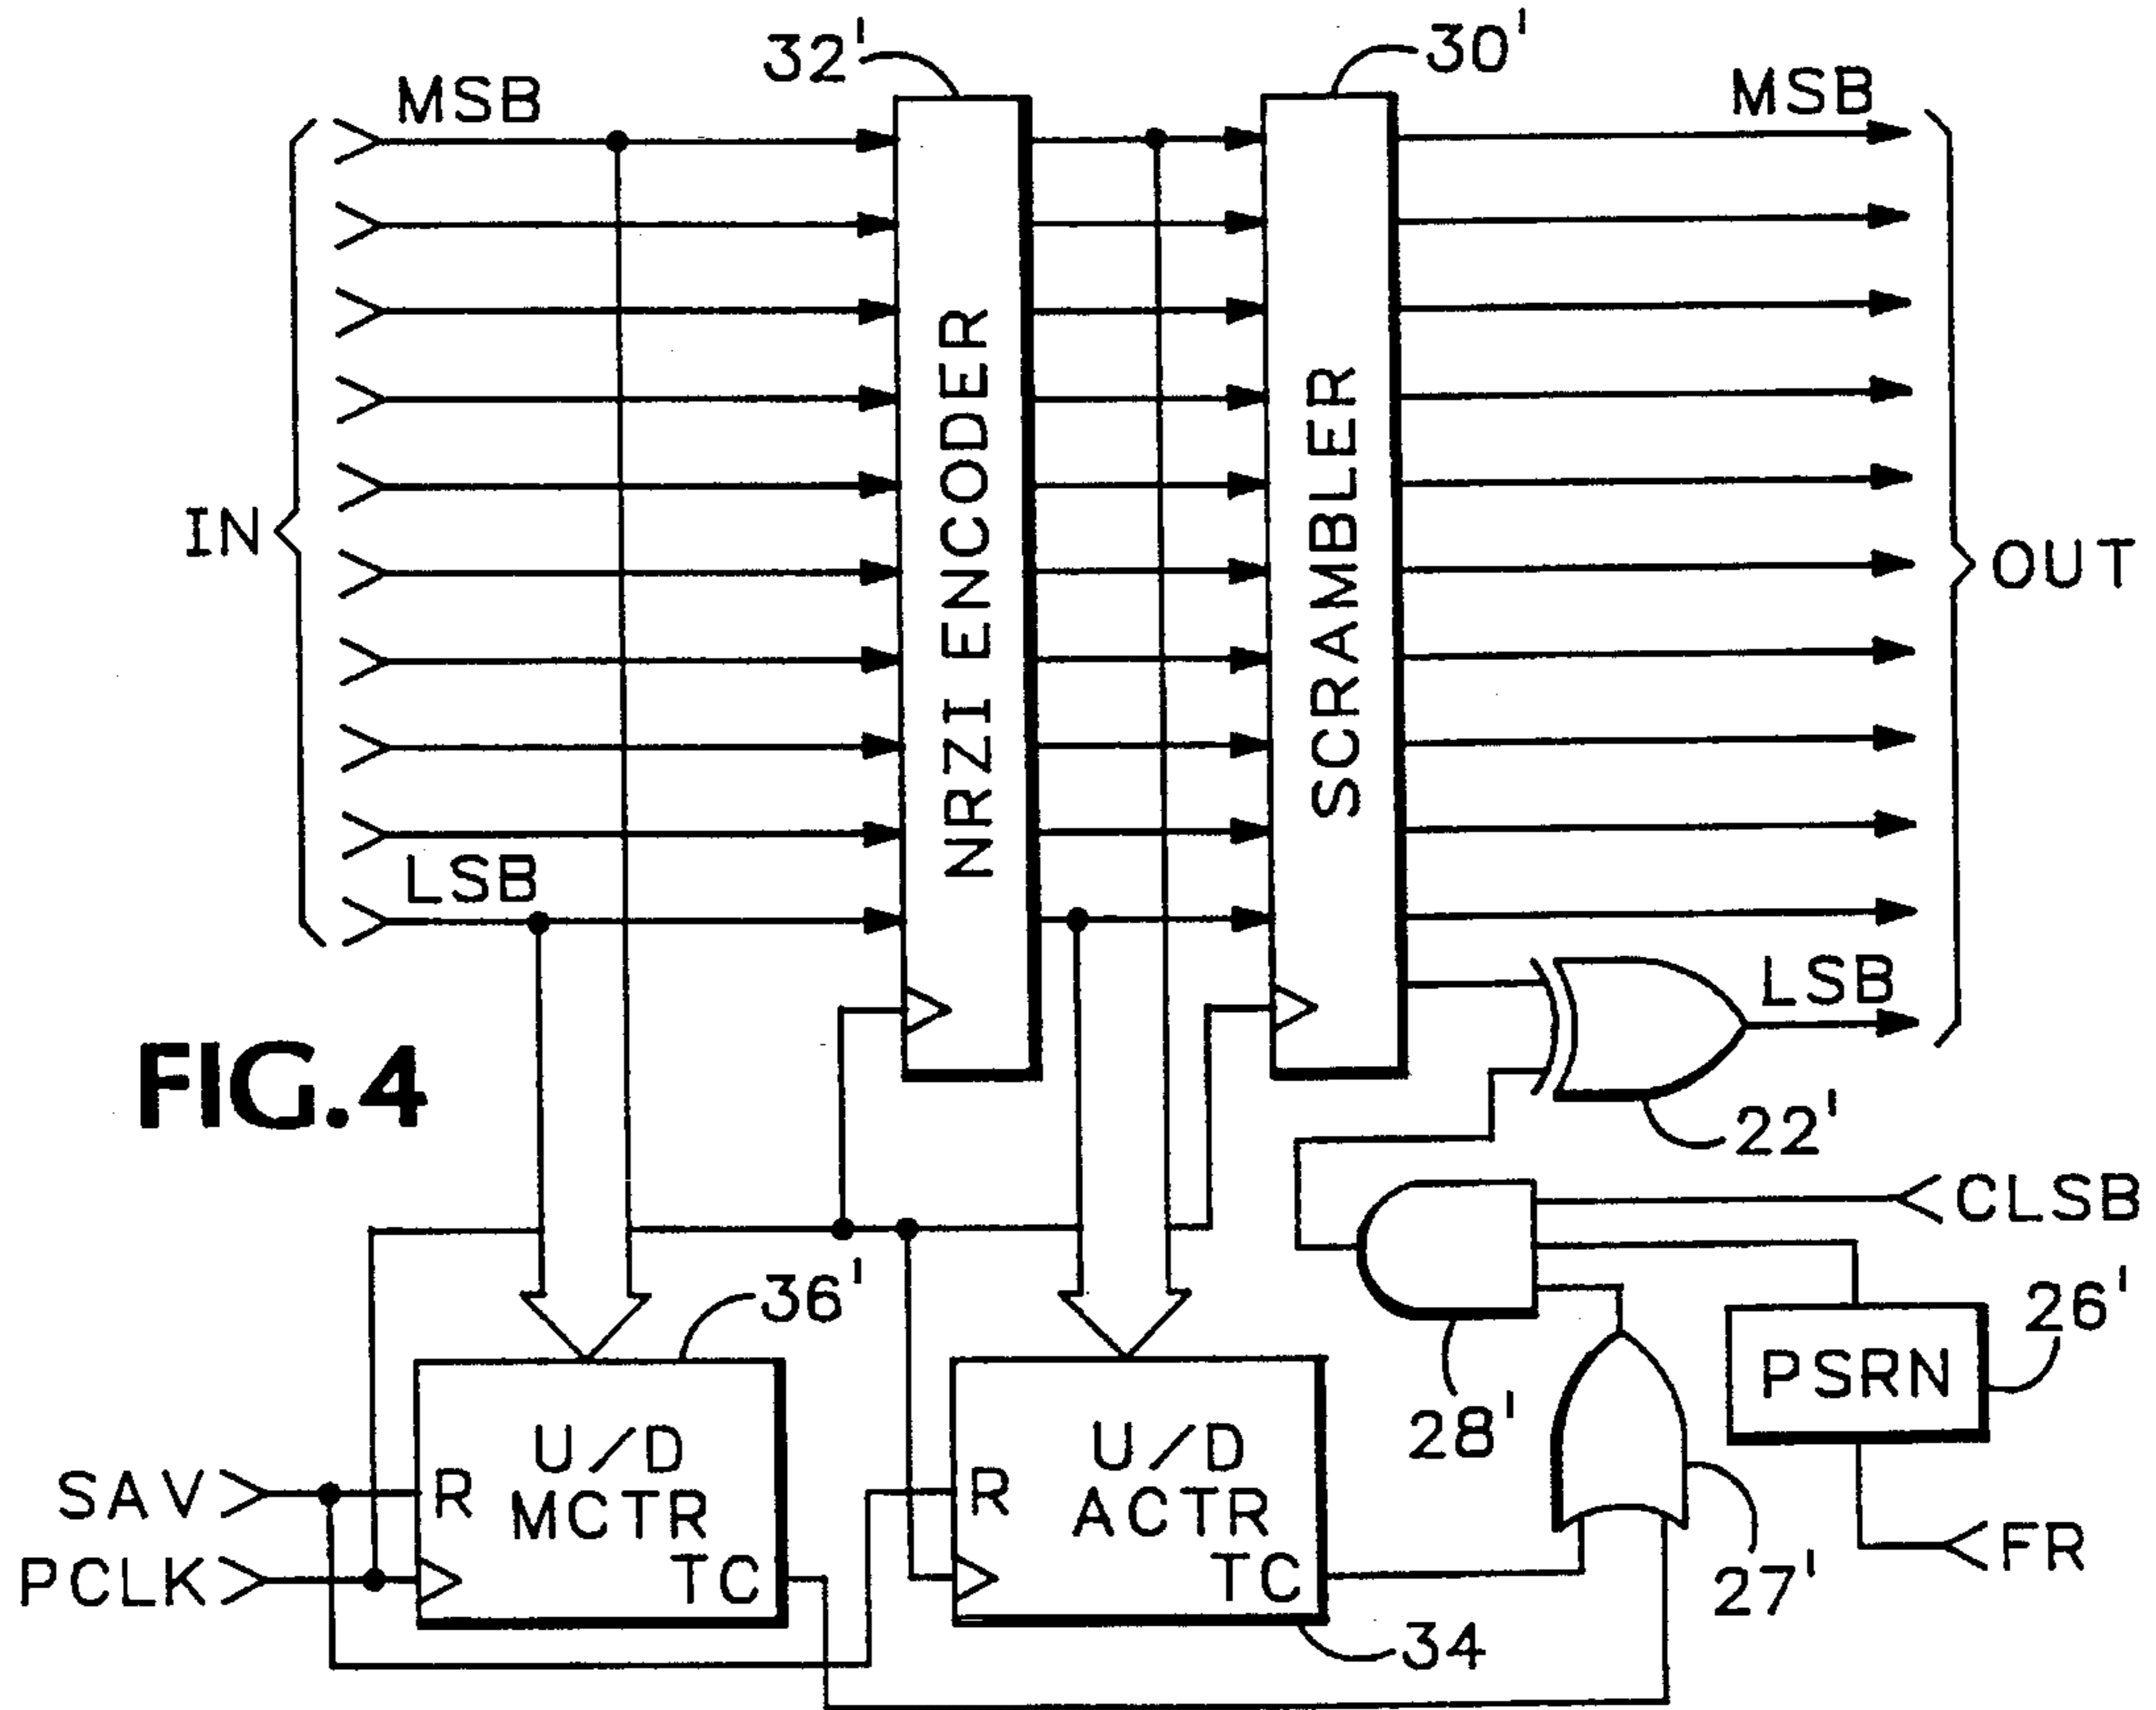 32'
30'
MSB
MSB
IN
NRZI ENCODER
SCRAMBLER
OUT
LSB
LSB
FIG.4
22'
CLSB
36'
26'
PSRN
28'
U/D
MCTR
R
TC
U/D
ACTR
R
TC
SAV
PCLK
FR
27'
34